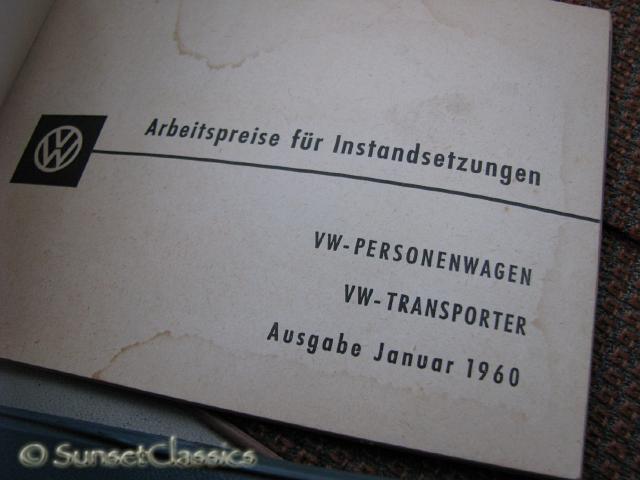 VW
Arbeitspreise für Instandsetzungen
VW-PERSONENWAGEN
VW-TRANSPORTER
Ausgabe Januar 1960
© SunsetClassics